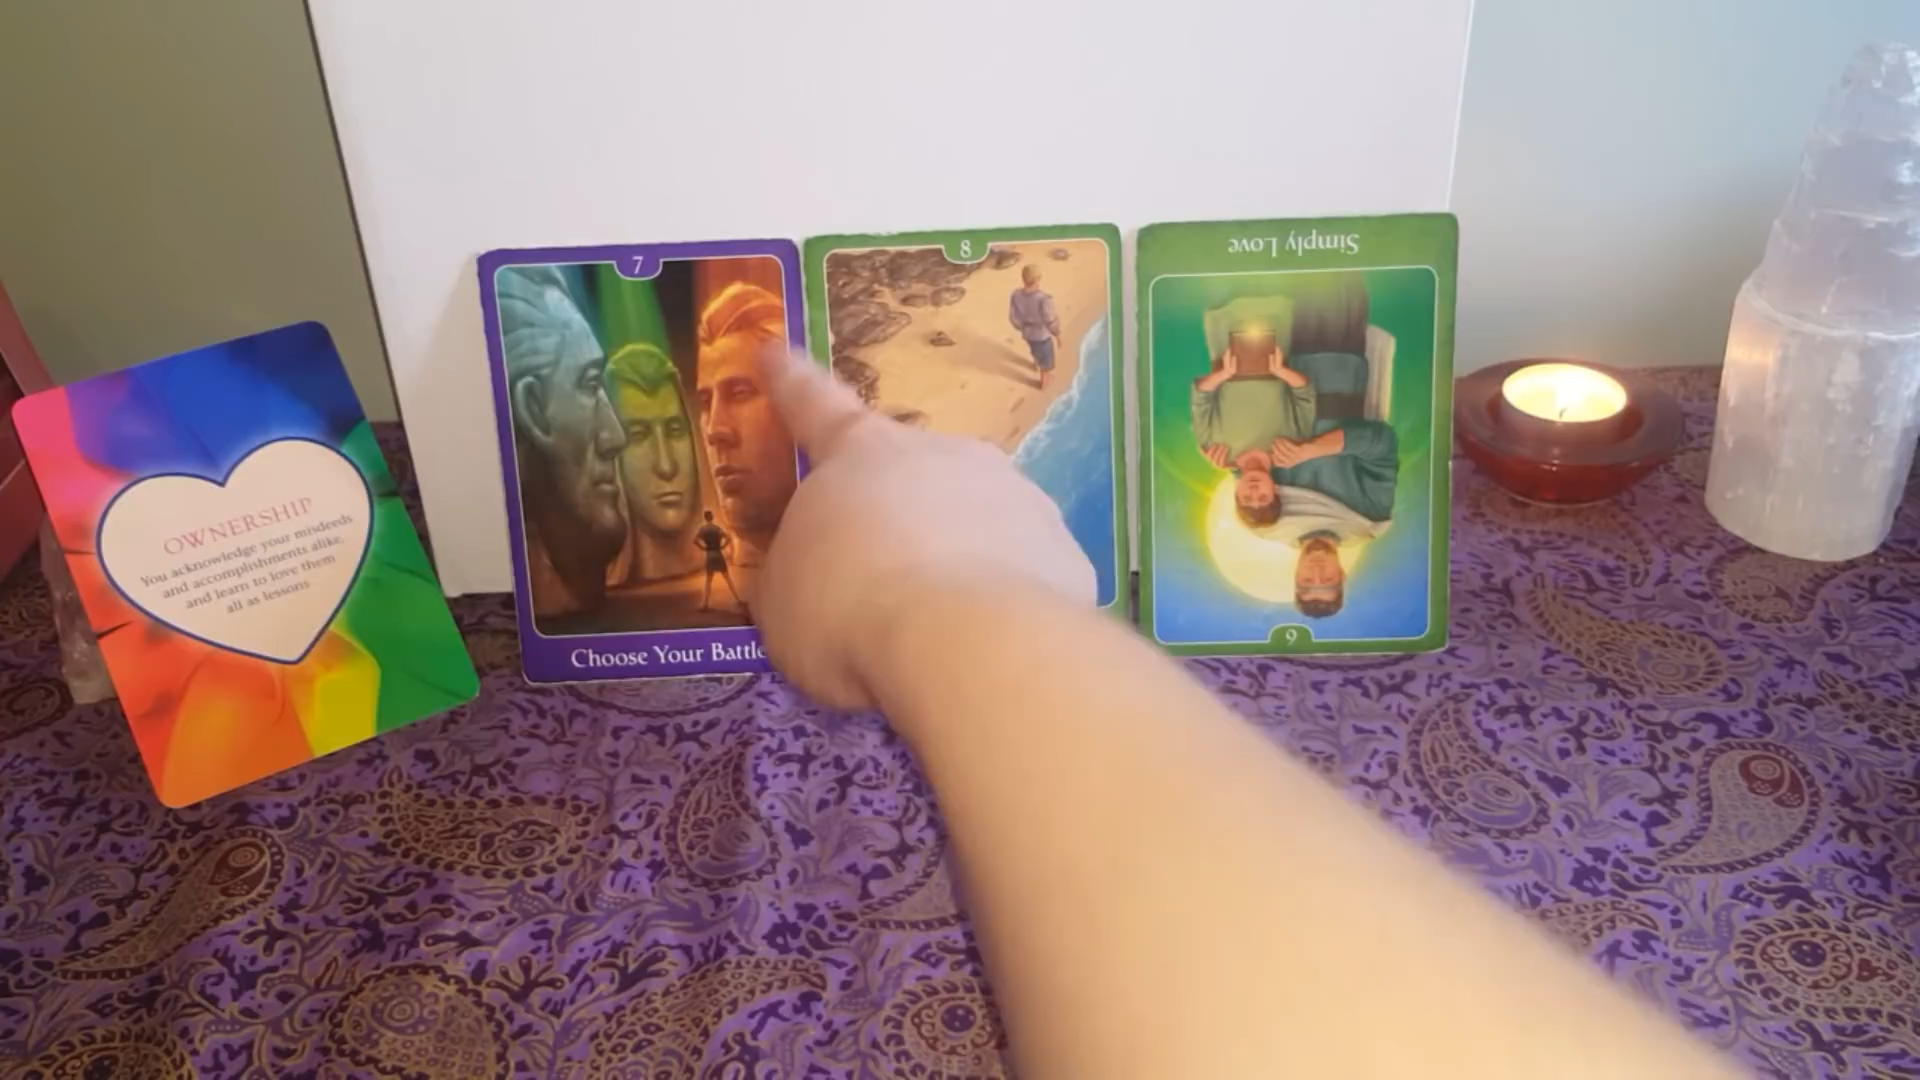 OWNERSHIP
You acknowledge your misdeeds
and accomplishments alike,
and learn to love them
all as lessons
7
Choose Your Battle
8
Simply Love
6